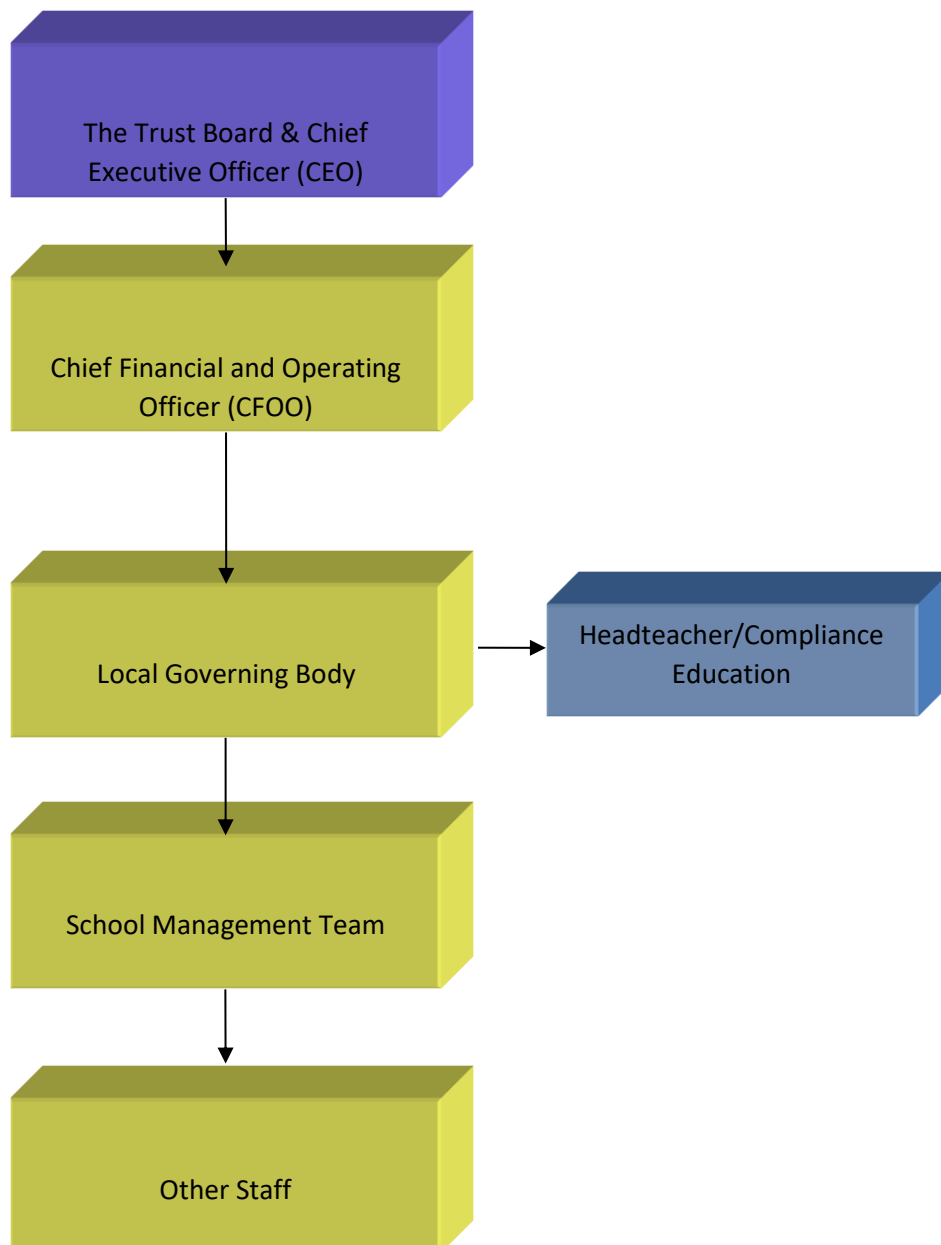 The Trust Board & Chief
Executive Officer (CEO)
Chief Financial and Operating
Officer (CFOO)
Local Governing Body
Headteacher/Compliance
Education
School Management Team
Other Staff